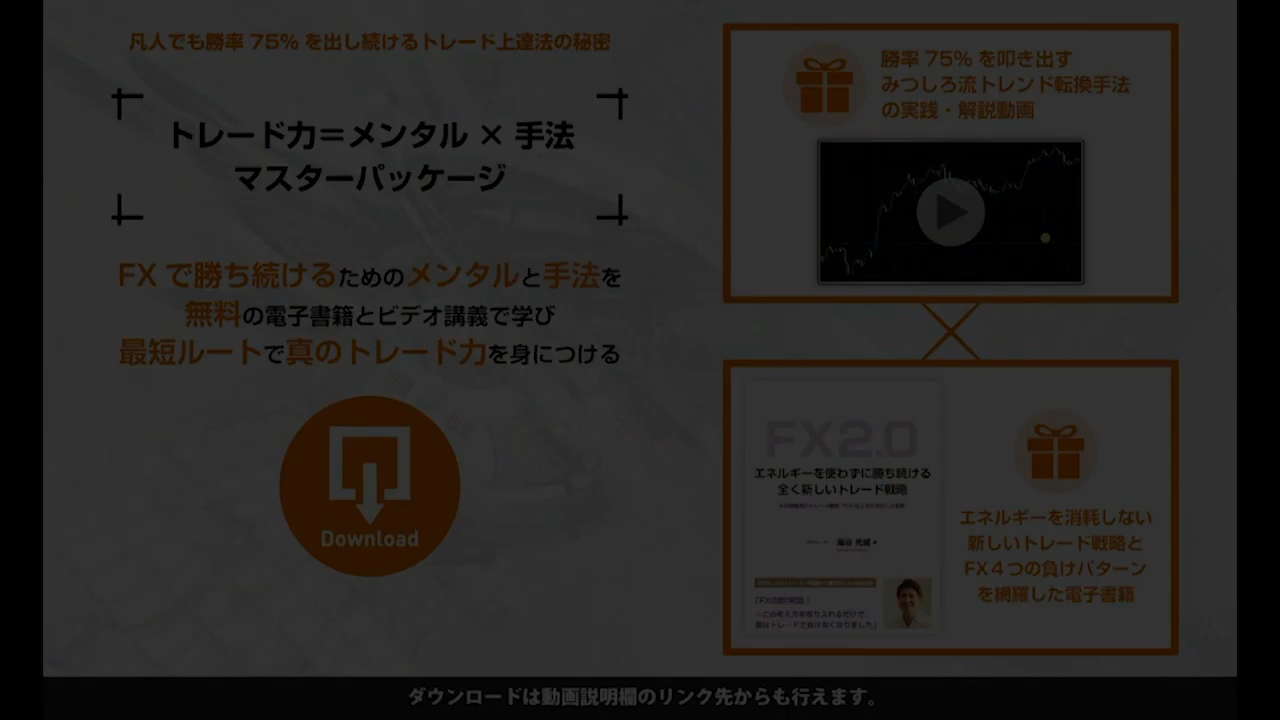 凡人でも勝率 75% を出し続けるトレード上達法の秘密
トレード力＝メンタル × 手法
マスターパッケージ
FX で勝ち続けるためのメンタルと手法を
無料の電子書籍とビデオ講義で学び
最短ルートで真のトレード力を身につける
Download
勝率 75% を叩き出す
みつしろ流トレンド転換手法
の実践・解説動画
FX2.0
エネルギーを使わずに勝ち続ける
全く新しいトレード戦略
エネルギーを消耗しない
新しいトレード戦略と
FX４つの負けパターン
を網羅した電子書籍
ダウンロードは動画説明欄のリンク先からも行えます。